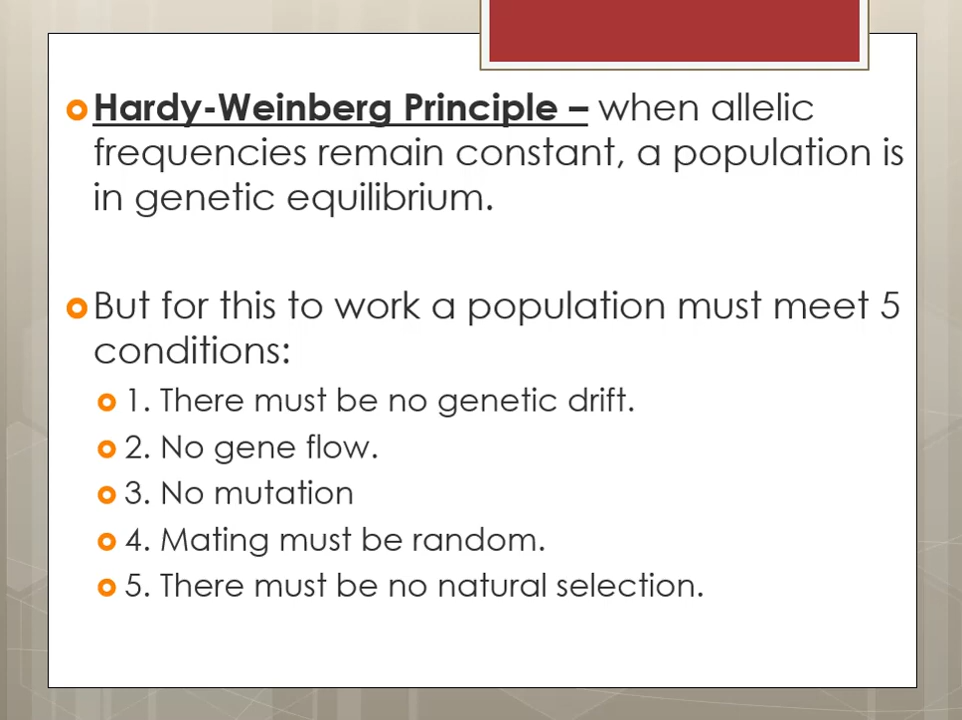 Hardy-Weinberg Principle – when allelic
frequencies remain constant, a population is
in genetic equilibrium.
But for this to work a population must meet 5
conditions:
1. There must be no genetic drift.
2. No gene flow.
3. No mutation
4. Mating must be random.
5. There must be no natural selection.